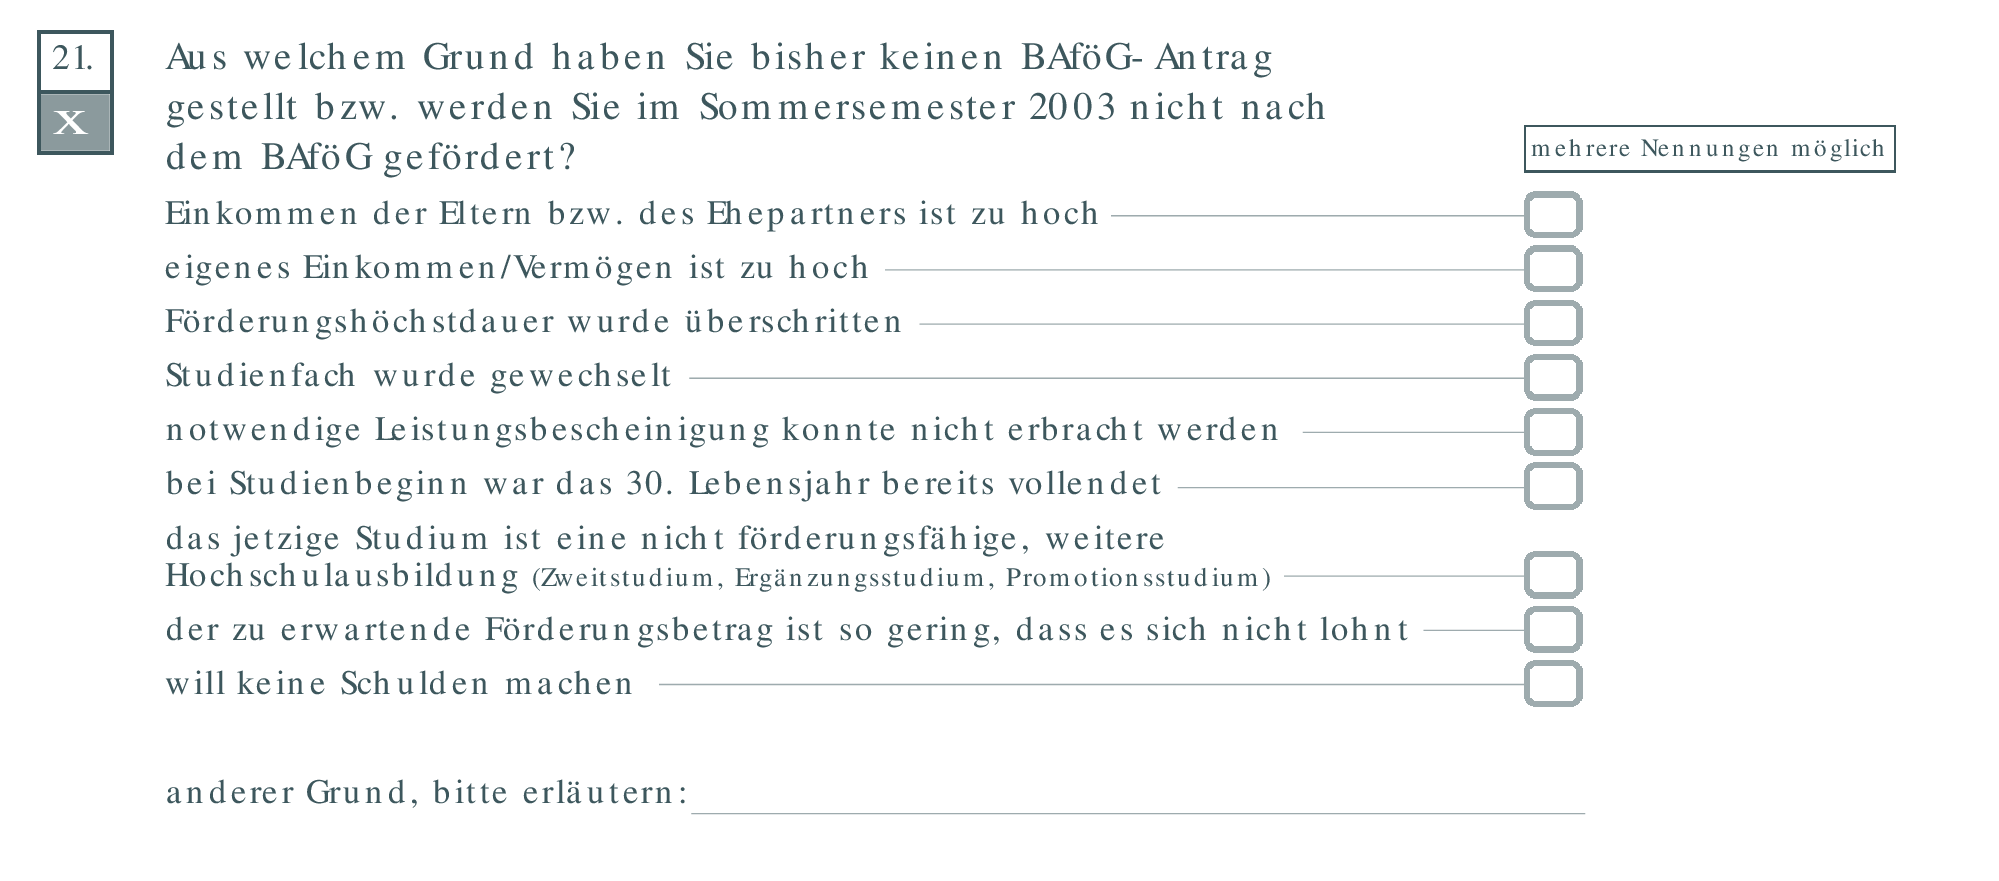 21.
X
Aus welchem Grund haben Sie bisher keinen BAföG-Antrag
gestellt bzw. werden Sie im Sommersemester 2003 nicht nach
dem BAföG gefördert?
mehrere Nennungen möglich
Einkommen der Eltern bzw. des Ehepartners ist zu hoch
eigenes Einkommen/Vermögen ist zu hoch
Förderungshöchstdauer wurde überschritten
Studienfach wurde gewechselt
notwendige Leistungsbescheinigung konnte nicht erbracht werden
bei Studienbeginn war das 30. Lebensjahr bereits vollendet
das jetzige Studium ist eine nicht förderungsfähige, weitere
Hochschulausbildung (Zweitstudium, Ergänzungsstudium, Promotionsstudium)
der zu erwartende Förderungsbetrag ist so gering, dass es sich nicht lohnt
will keine Schulden machen
anderer Grund, bitte erläutern: